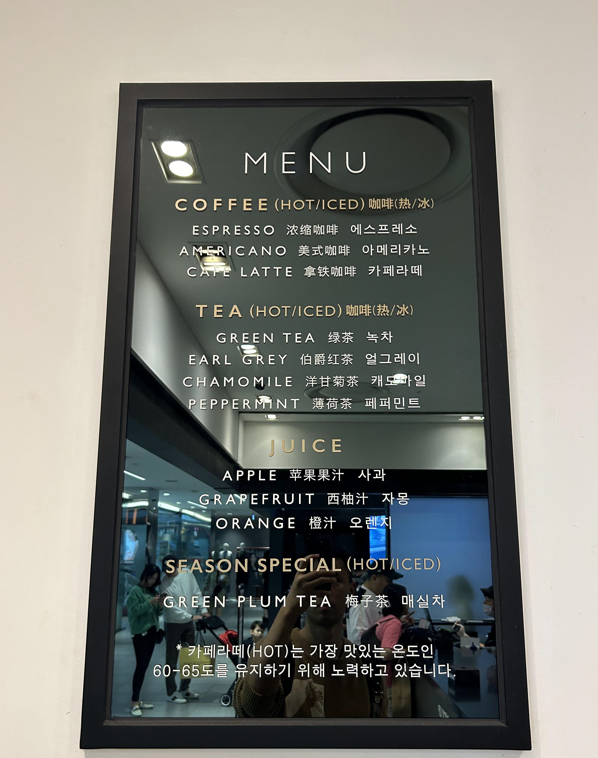 MENU
COFFEE (HOT/ICED) 咖啡(热/冰)
ESPRESSO 浓缩咖啡 에스프레소
AMERICANO 美式咖啡 아메리카노
CAFE LATTE 拿铁咖啡 카페라떼
TEA (HOT/ICED) 咖啡(热/冰)
GREEN TEA 绿茶 녹차
EARL GREY 伯爵红茶 얼그레이
CHAMOMILE 洋甘菊茶 캐모마일
PEPPERMINT 薄荷茶 페퍼민트
JUICE
APPLE 苹果果汁 사과
GRAPEFRUIT 西柚汁 자몽
ORANGE 橙汁 오렌지
SEASON SPECIAL (HOT/ICED)
GREEN PLUM TEA 梅子茶 매실차
* 카페라떼(HOT)는 가장 맛있는 온도인
60-65도를 유지하기 위해 노력하고 있습니다.